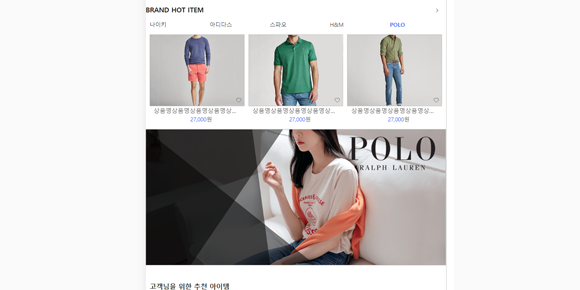 BRAND HOT ITEM >
나이키 아디다스 스파오 H&M POLO
상품명상품명상품명상품명상... 상품명상품명상품명상품명상... 상품명상품명상품명상품명상...
27,000원 27,000원 27,000원
POLO
RALPH LAUREN
고객님을 위한 추천 아이템